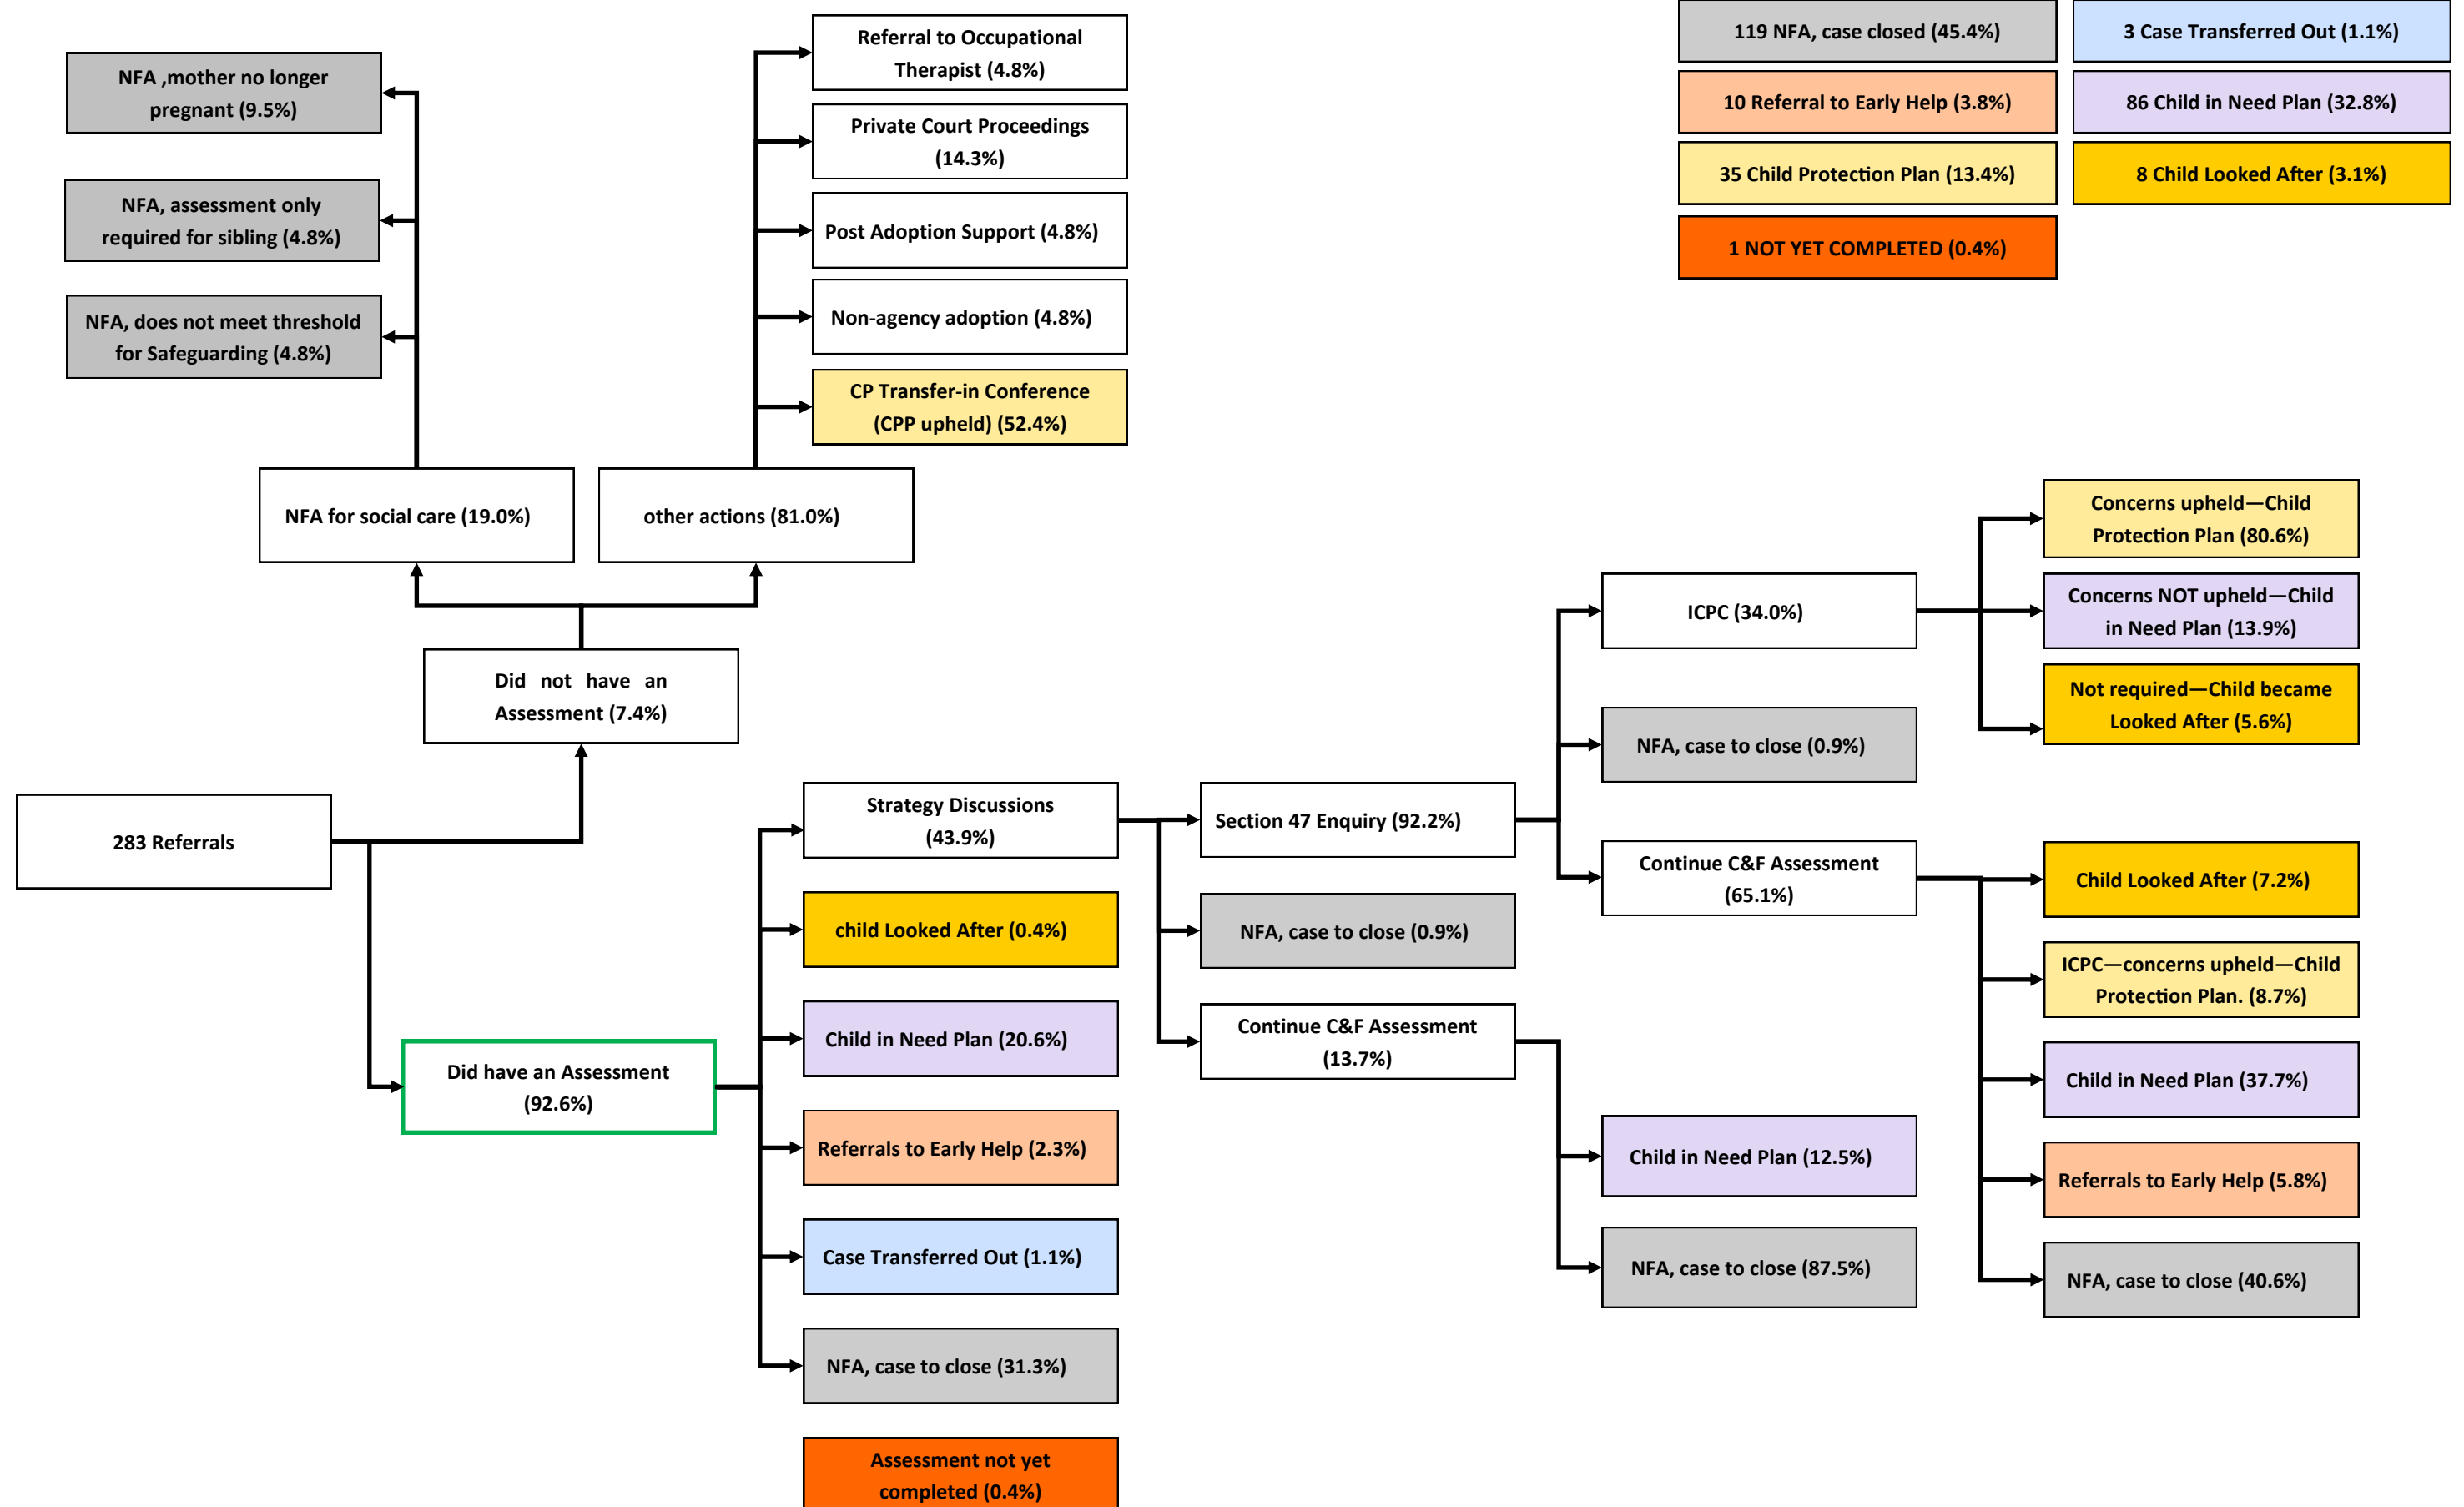 Referral to Occupational
Therapist (4.8%)
Private Court Proceedings
(14.3%)
Post Adoption Support (4.8%)
Non-agency adoption (4.8%)
CP Transfer-in Conference
(CPP upheld) (52.4%)
NFA ,mother no longer
pregnant (9.5%)
NFA, assessment only
required for sibling (4.8%)
NFA, does not meet threshold
for Safeguarding (4.8%)
119 NFA, case closed (45.4%)
3 Case Transferred Out (1.1%)
10 Referral to Early Help (3.8%)
86 Child in Need Plan (32.8%)
35 Child Protection Plan (13.4%)
8 Child Looked After (3.1%)
1 NOT YET COMPLETED (0.4%)
NFA for social care (19.0%)
other actions (81.0%)
Did not have an
Assessment (7.4%)
283 Referrals
Did have an Assessment
(92.6%)
Strategy Discussions
(43.9%)
child Looked After (0.4%)
Child in Need Plan (20.6%)
Referrals to Early Help (2.3%)
Case Transferred Out (1.1%)
NFA, case to close (31.3%)
Assessment not yet
completed (0.4%)
Section 47 Enquiry (92.2%)
NFA, case to close (0.9%)
Continue C&F Assessment
(13.7%)
ICPC (34.0%)
NFA, case to close (0.9%)
Continue C&F Assessment
(65.1%)
Child in Need Plan (12.5%)
NFA, case to close (87.5%)
Concerns upheld—Child
Protection Plan (80.6%)
Concerns NOT upheld—Child
in Need Plan (13.9%)
Not required—Child became
Looked After (5.6%)
Child Looked After (7.2%)
ICPC—concerns upheld—Child
Protection Plan. (8.7%)
Child in Need Plan (37.7%)
Referrals to Early Help (5.8%)
NFA, case to close (40.6%)